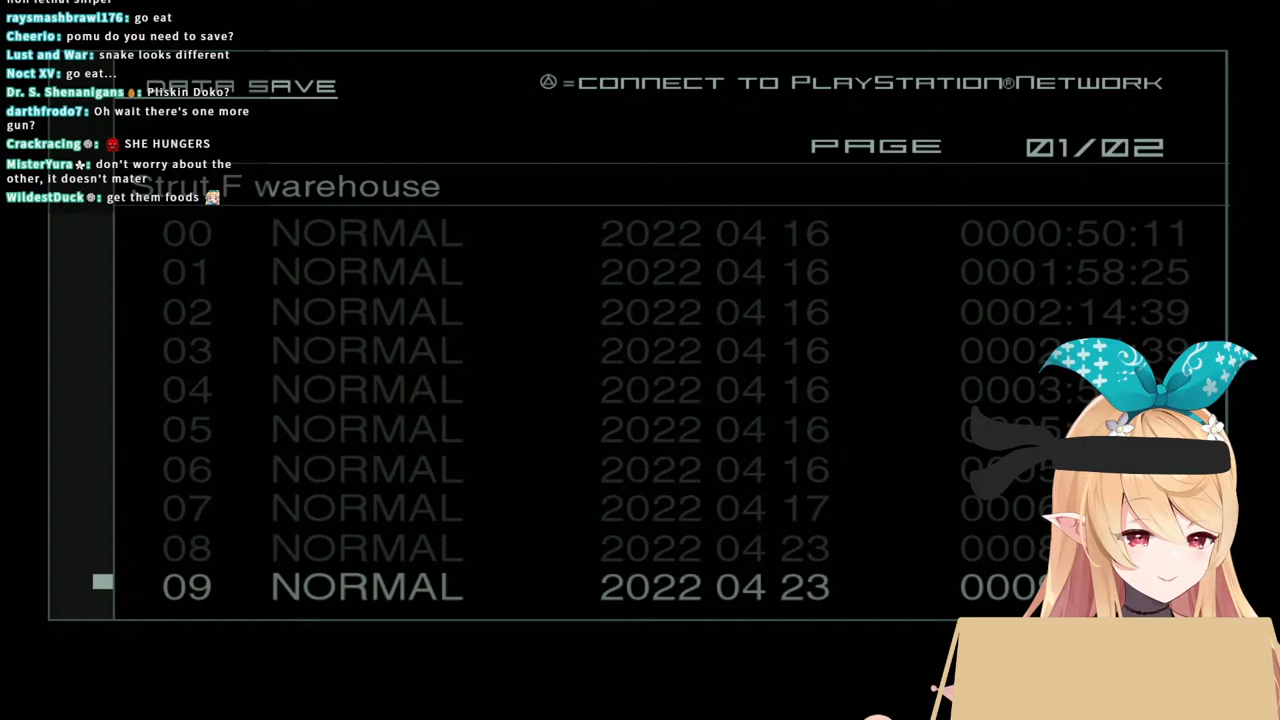 non lethal sniper
raysmashbrawl176: go eat
Cheerio: pomu do you need to save?
Lust and War: snake looks different
Noct XV: go eat...
Dr. S. Shenanigans: Pliskin Doko?
darthfrodo7: Oh wait there's one more
gun?
Crackracing: SHE HUNGERS
MisterYura: don't worry about the
other, it doesn't mater
WildestDuck: get them foods
DATA SAVE
Ⓐ=CONNECT TO PLAYSTATION®NETWORK
PAGE 01/02
Strut F warehouse
00 NORMAL 2022 04 16 0000:50:11
01 NORMAL 2022 04 16 0001:58:25
02 NORMAL 2022 04 16 0002:14:39
03 NORMAL 2022 04 16
04 NORMAL 2022 04 16
05 NORMAL 2022 04 16
06 NORMAL 2022 04 16
07 NORMAL 2022 04 17
08 NORMAL 2022 04 23
09 NORMAL 2022 04 23